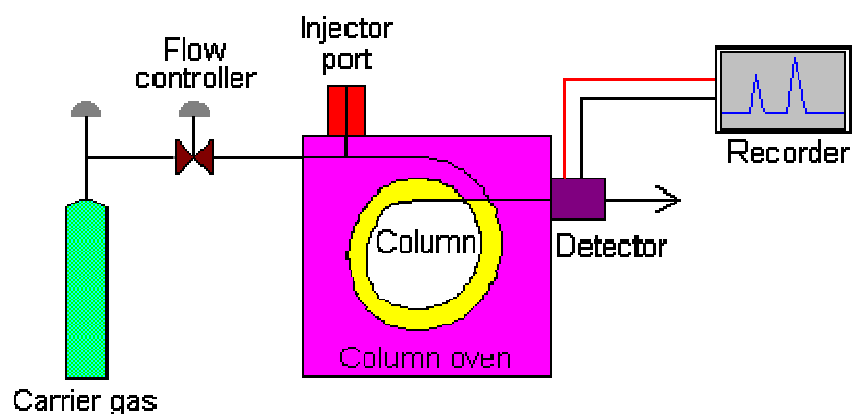 Injector
port
Flow
controller
Recorder
Column
Detector
Column oven
Carrier gas